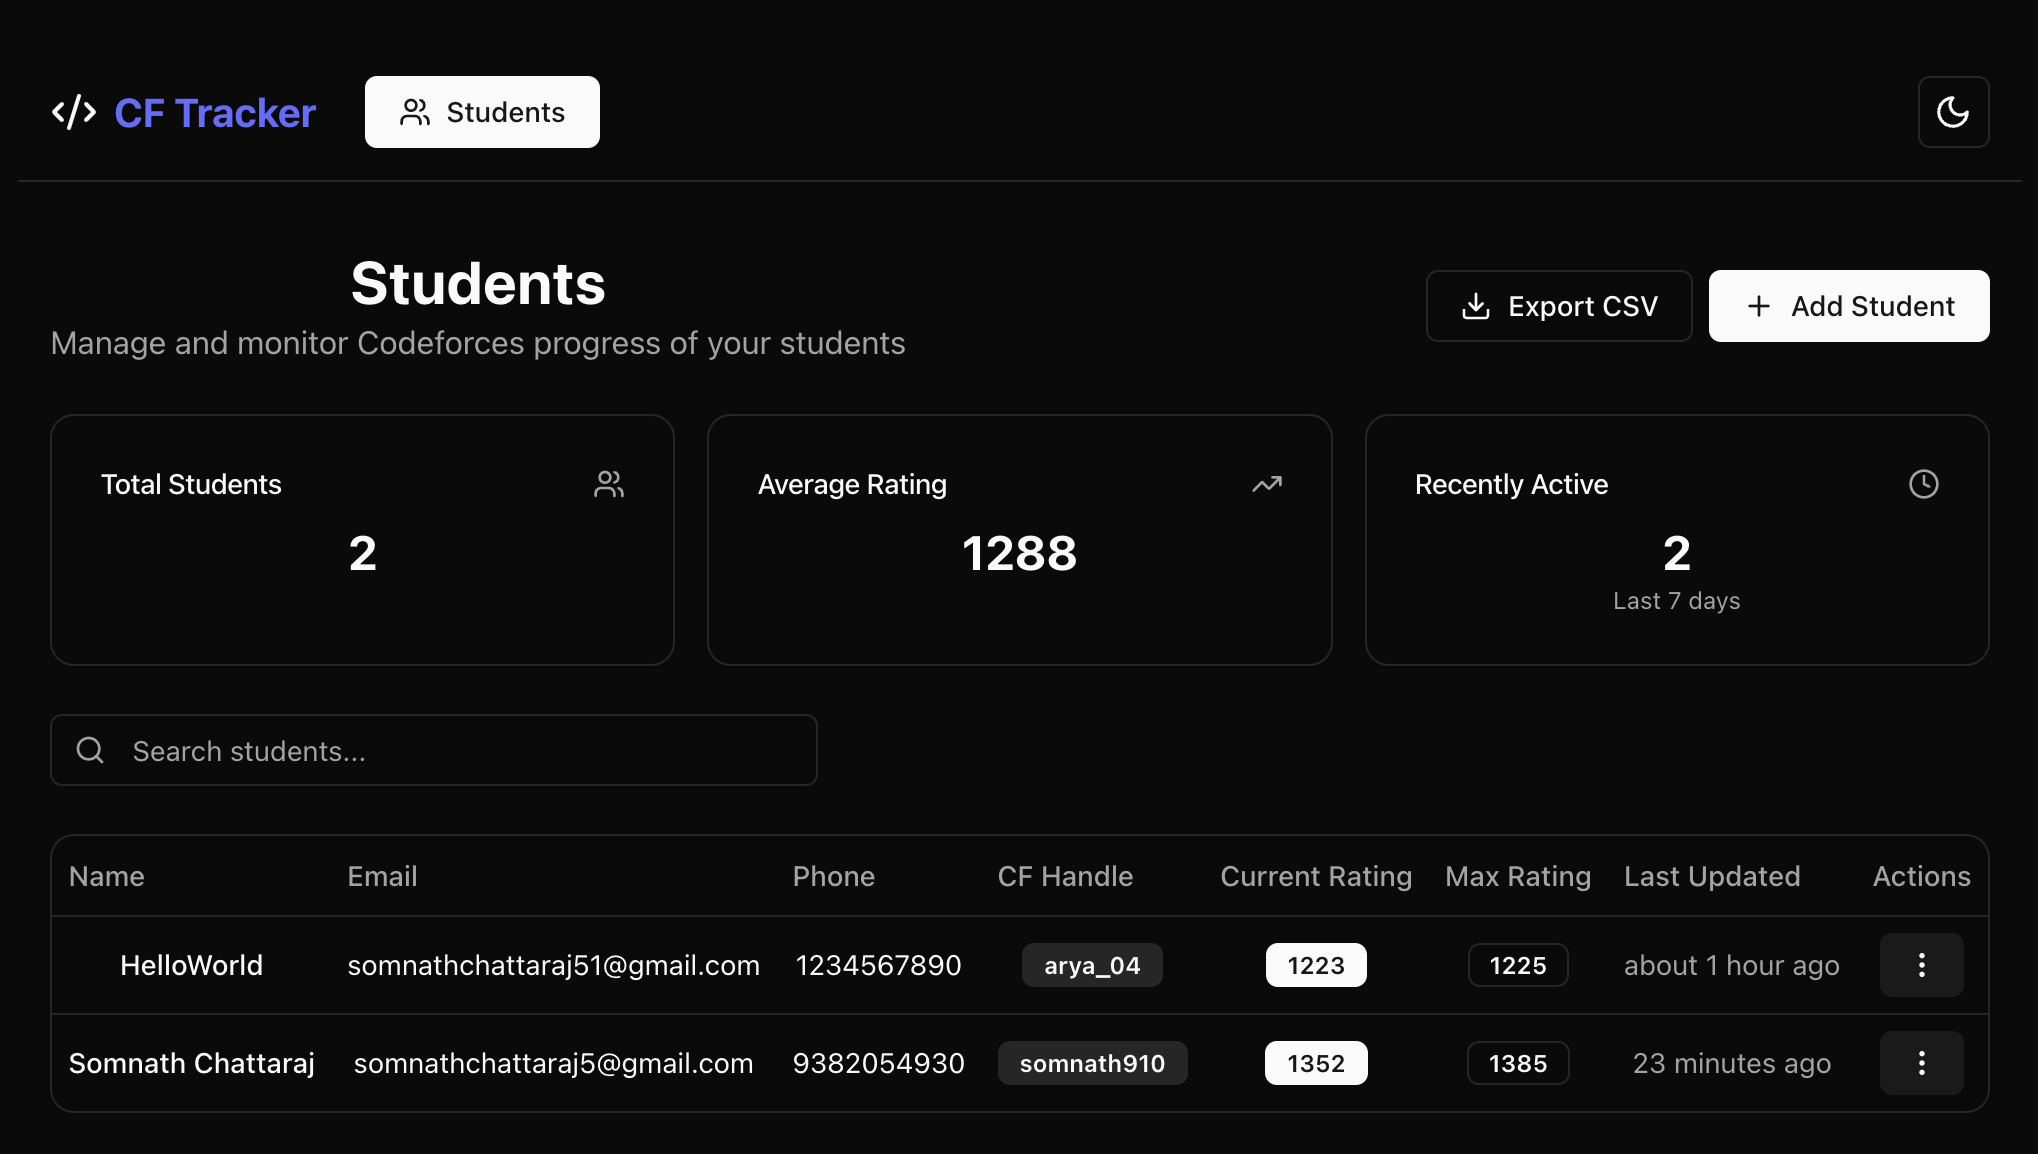 CF Tracker Students
Students
Manage and monitor Codeforces progress of your students
Export CSV
Add Student
Total Students
2
Average Rating
1288
Recently Active
2
Last 7 days
Search students...
Name Email Phone CF Handle Current Rating Max Rating Last Updated Actions
HelloWorld somnathchattaraj51@gmail.com 1234567890 arya_04 1223 1225 about 1 hour ago
Somnath Chattaraj somnathchattaraj5@gmail.com 9382054930 somnath910 1352 1385 23 minutes ago